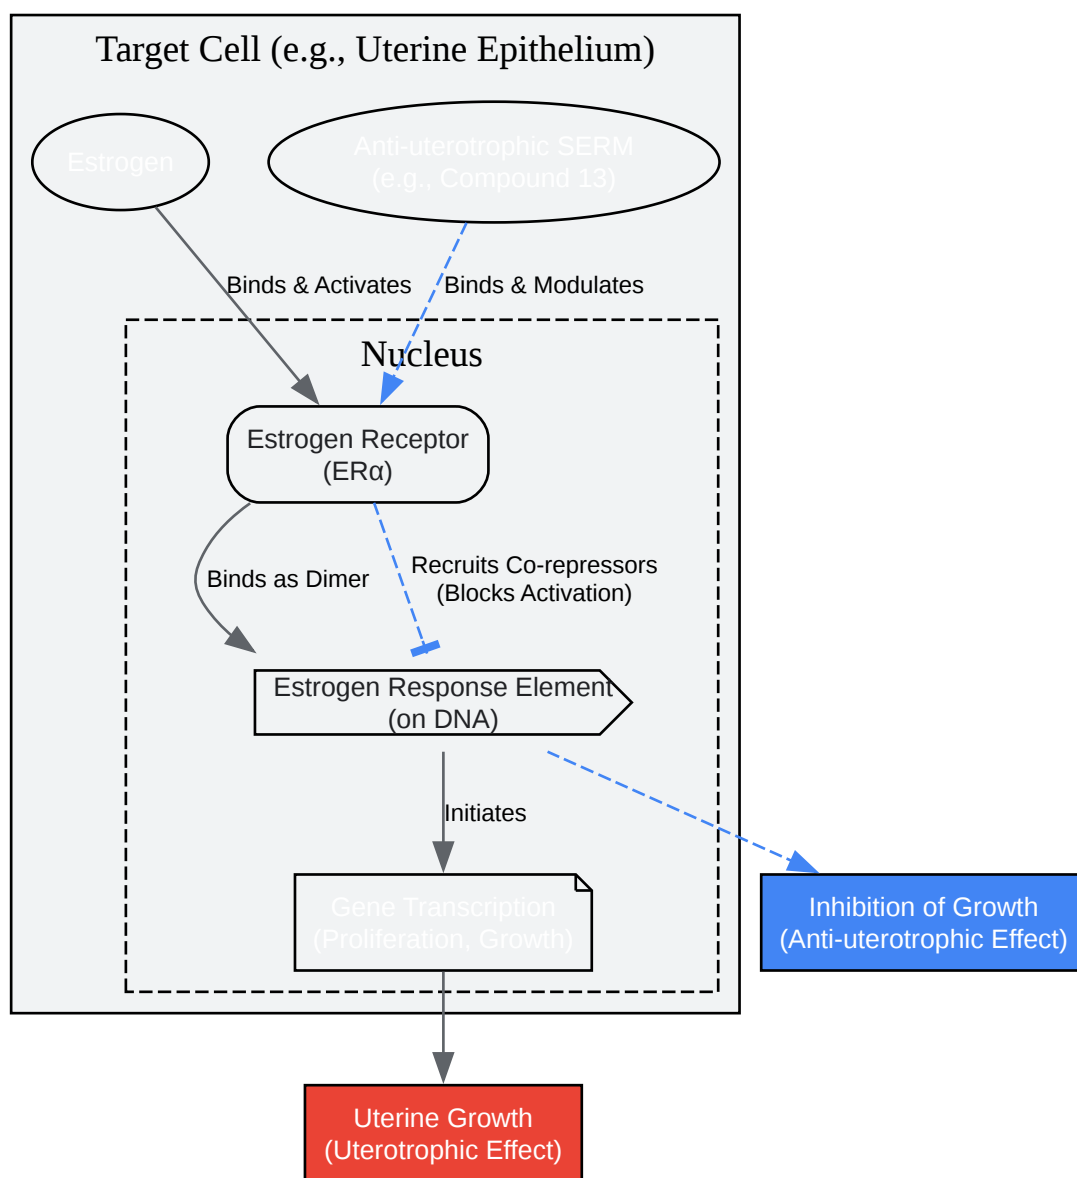 Target Cell (e.g., Uterine Epithelium)
Estrogen
Anti-uterotrophic SERM
(e.g., Compound 13)
Binds & Activates
Binds & Modulates
Nucleus
Estrogen Receptor
(ERα)
Binds as Dimer
Recruits Co-repressors
(Blocks Activation)
Estrogen Response Element
(on DNA)
Initiates
Gene Transcription
(Proliferation, Growth)
Inhibition of Growth
(Anti-uterotrophic Effect)
Uterine Growth
(Uterotrophic Effect)